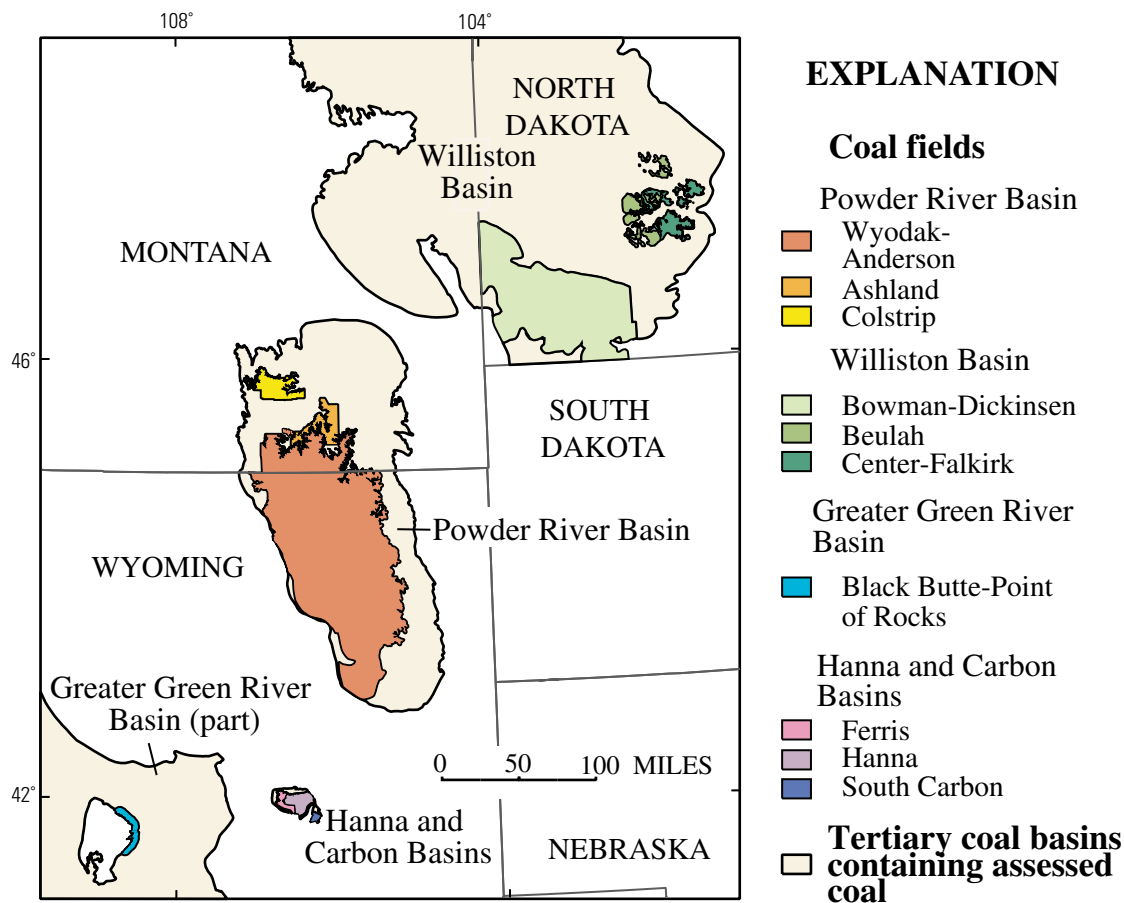 108°
104°
NORTH
DAKOTA
Williston
Basin
MONTANA
46°
SOUTH
DAKOTA
Powder River Basin
WYOMING
Greater Green River
Basin (part)
0 50 100 MILES
42°
Hanna and
Carbon Basins
NEBRASKA
EXPLANATION
Coal fields
Powder River Basin
Wyodak-
Anderson
Ashland
Colstrip
Williston Basin
Bowman-Dickinsen
Beulah
Center-Falkirk
Greater Green River
Basin
Black Butte-Point
of Rocks
Hanna and Carbon
Basins
Ferris
Hanna
South Carbon
Tertiary coal basins
containing assessed
coal